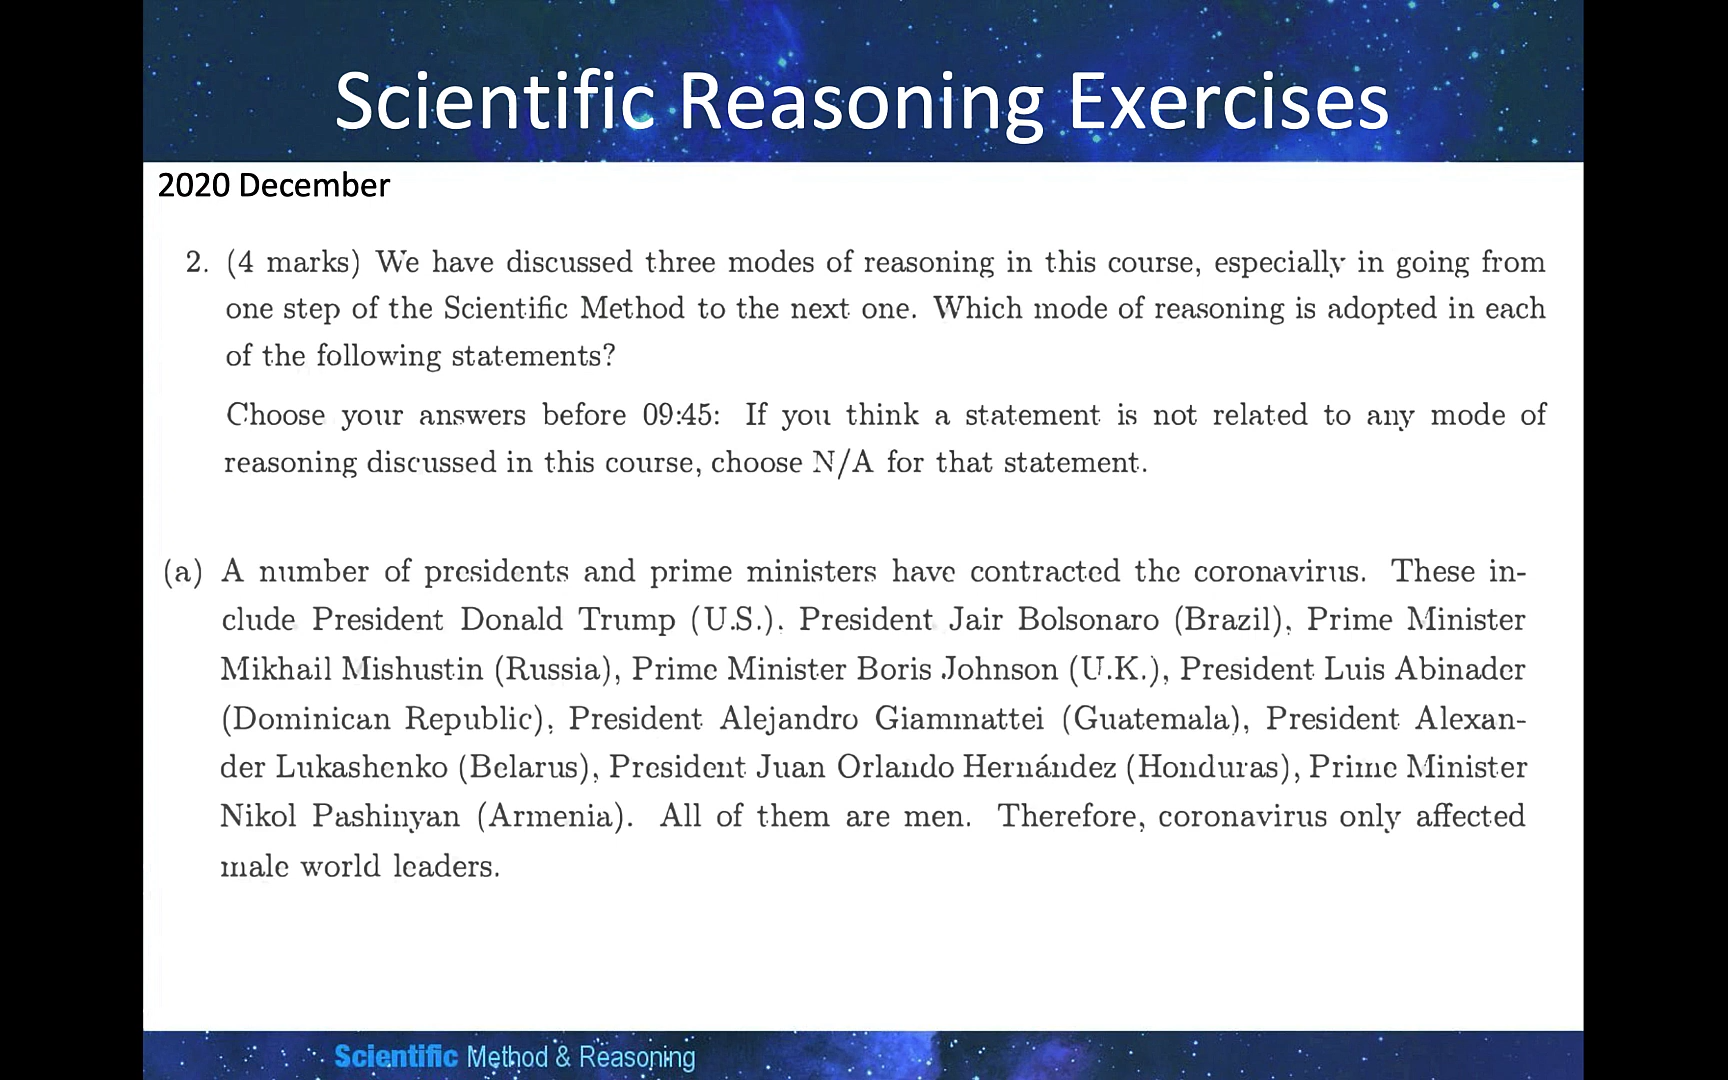 Scientific Reasoning Exercises
2020 December
2. (4 marks) We have discussed three modes of reasoning in this course, especially in going from
one step of the Scientific Method to the next one. Which mode of reasoning is adopted in each
of the following statements?
Choose your answers before 09:45: If you think a statement is not related to any mode of
reasoning discussed in this course, choose N/A for that statement.
(a) A number of presidents and prime ministers have contracted the coronavirus. These in-
clude President Donald Trump (U.S.), President Jair Bolsonaro (Brazil), Prime Minister
Mikhail Mishustin (Russia), Prime Minister Boris Johnson (U.K.), President Luis Abinader
(Dominican Republic), President Alejandro Giammattei (Guatemala), President Alexan-
der Lukashenko (Belarus), President Juan Orlando Hernández (Honduras), Prime Minister
Nikol Pashinyan (Armenia). All of them are men. Therefore, coronavirus only affected
male world leaders.
Scientific Method & Reasoning